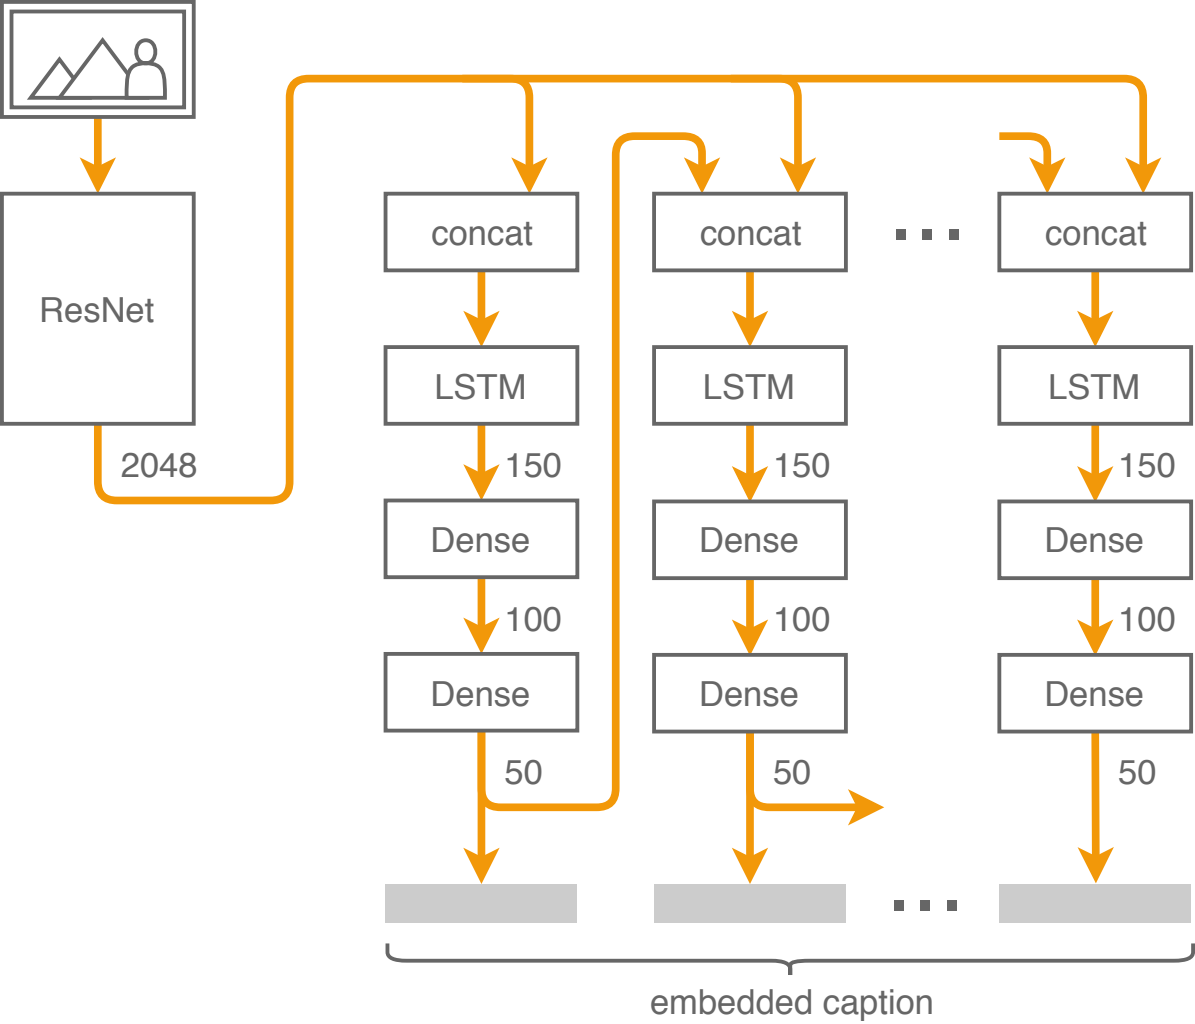 concat
concat
concat
ResNet
LSTM
LSTM
LSTM
2048
150
150
150
Dense
Dense
Dense
100
100
100
Dense
Dense
Dense
50
50
50
embedded caption